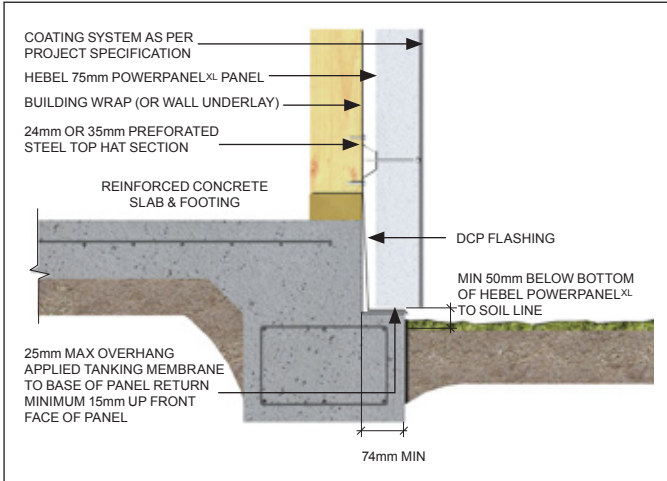 COATING SYSTEM AS PER
PROJECT SPECIFICATION
HEBEL 75mm POWERPANELXL PANEL
BUILDING WRAP (OR WALL UNDERLAY)
24mm OR 35mm PREFORATED
STEEL TOP HAT SECTION
REINFORCED CONCRETE
SLAB & FOOTING
DCP FLASHING
MIN 50mm BELOW BOTTOM
OF HEBEL POWERPANELXL
TO SOIL LINE
25mm MAX OVERHANG
APPLIED TANKING MEMBRANE
TO BASE OF PANEL RETURN
MINIMUM 15mm UP FRONT
FACE OF PANEL
74mm MIN